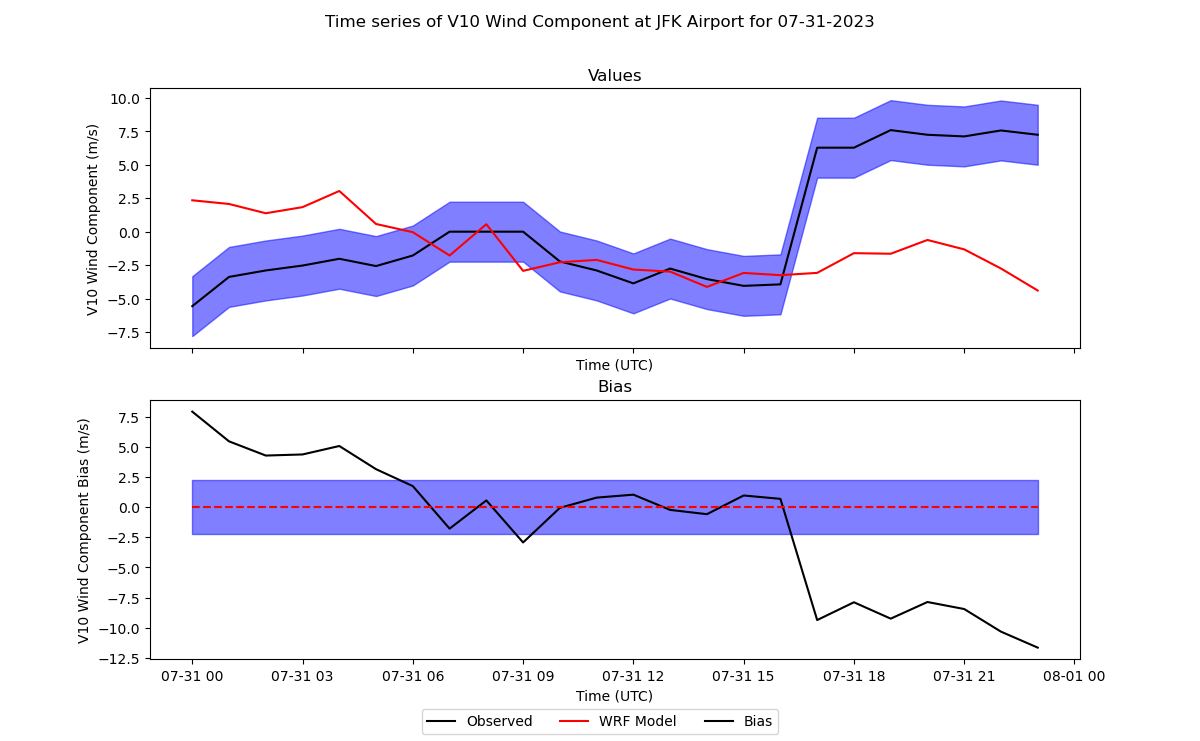 Time series of V10 Wind Component at JFK Airport for 07-31-2023
Values
V10 Wind Component (m/s)
10.0
7.5
5.0
2.5
0.0
−2.5
−5.0
−7.5
Time (UTC)
Bias
V10 Wind Component Bias (m/s)
7.5
5.0
2.5
0.0
−2.5
−5.0
−7.5
−10.0
−12.5
07-31 00 07-31 03 07-31 06 07-31 09 07-31 12 07-31 15 07-31 18 07-31 21 08-01 00
Time (UTC)
Observed WRF Model Bias